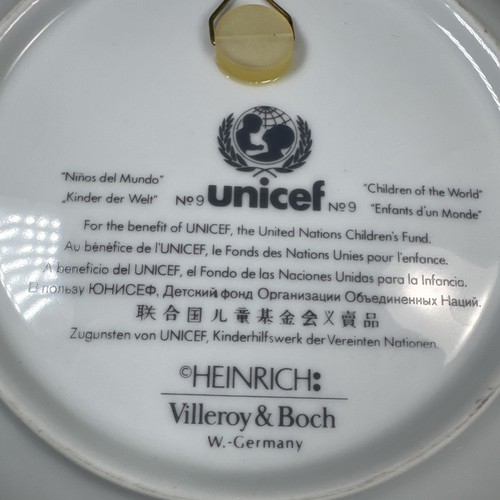 "Niños del Mundo"
„Kinder der Welt"
Nº9 unicef Nº9
"Children of the World"
"Enfants d'un Monde"
For the benefit of UNICEF, the United Nations Children's Fund.
Au bénéfice de l'UNICEF, le Fonds des Nations Unies pour l'enfance.
A beneficio del UNICEF, el Fondo de las Naciones Unidas para la Infancia.
В пользу ЮНИСЕФ, Детский фонд Организации Объединенных Наций.
联合国儿童基金会义賣品
Zugunsten von UNICEF, Kinderhilfswerk der Vereinten Nationen.
©HEINRICH:
Villeroy & Boch
W.-Germany